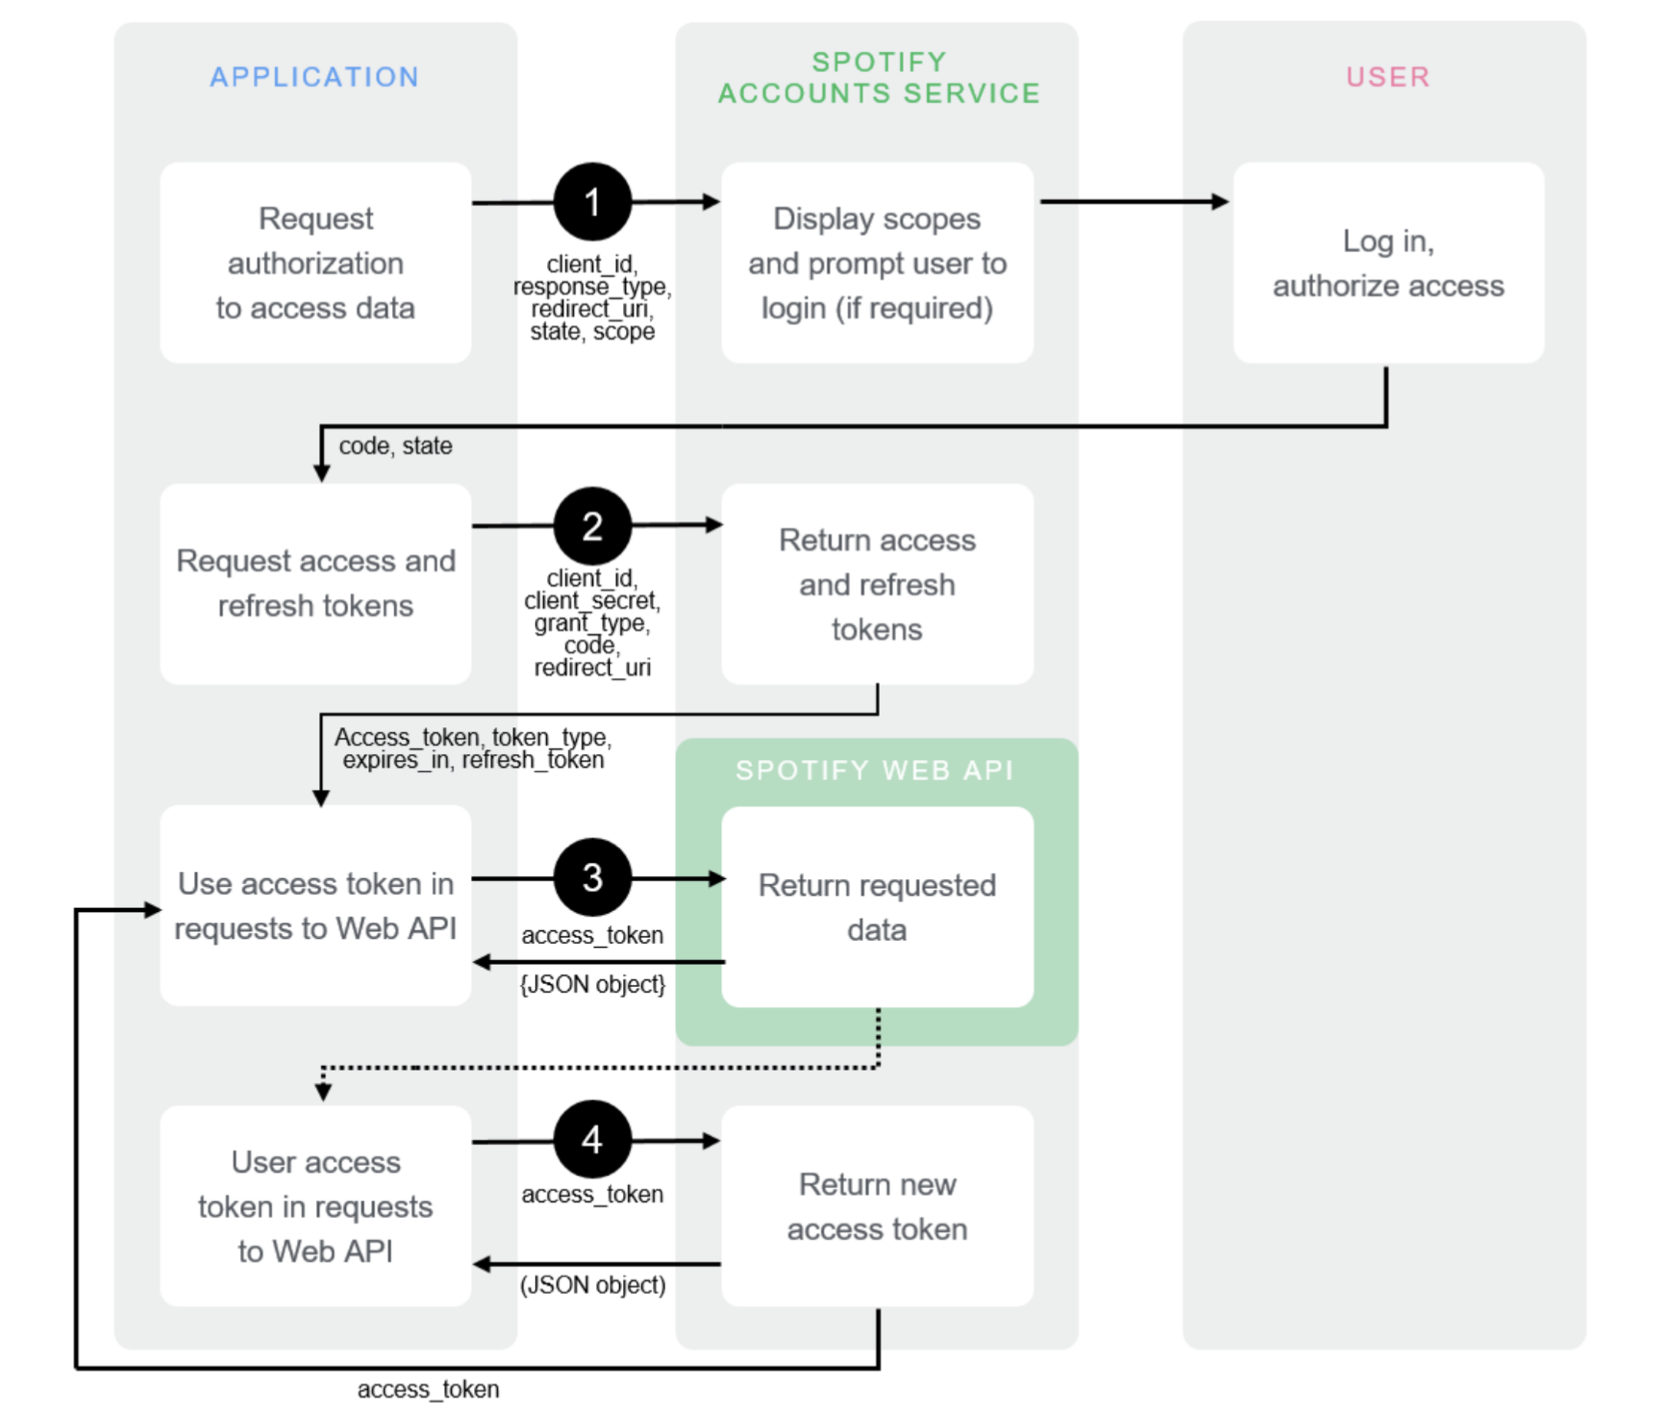 APPLICATION
SPOTIFY
ACCOUNTS SERVICE
USER
Request
authorization
to access data
1
client_id,
response_type,
redirect_uri,
state, scope
Display scopes
and prompt user to
login (if required)
Log in,
authorize access
code, state
Request access and
refresh tokens
2
client_id,
client_secret,
grant_type,
code,
redirect_uri
Return access
and refresh
tokens
Access_token, token_type,
expires_in, refresh_token
SPOTIFY WEB API
Use access token in
requests to Web API
3
access_token
{JSON object}
Return requested
data
User access
token in requests
to Web API
4
access_token
(JSON object)
Return new
access token
access_token